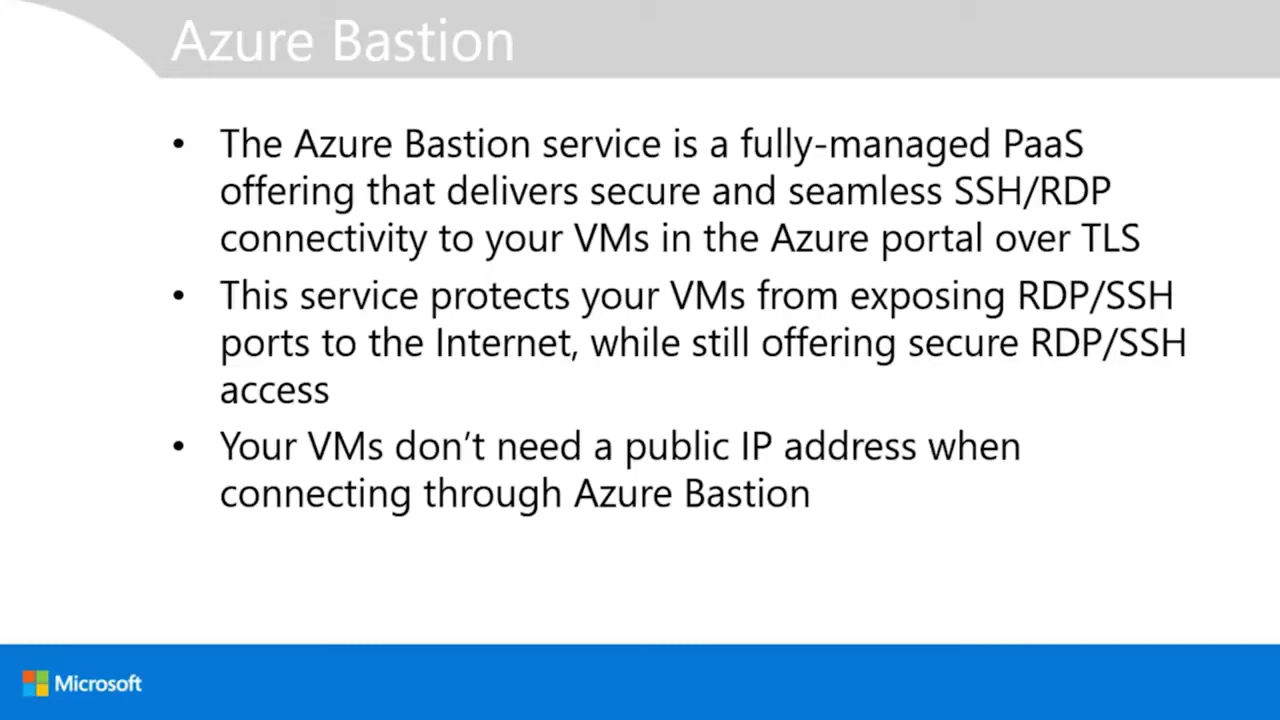 Azure Bastion
• The Azure Bastion service is a fully-managed PaaS
offering that delivers secure and seamless SSH/RDP
connectivity to your VMs in the Azure portal over TLS
• This service protects your VMs from exposing RDP/SSH
ports to the Internet, while still offering secure RDP/SSH
access
• Your VMs don’t need a public IP address when
connecting through Azure Bastion
Microsoft